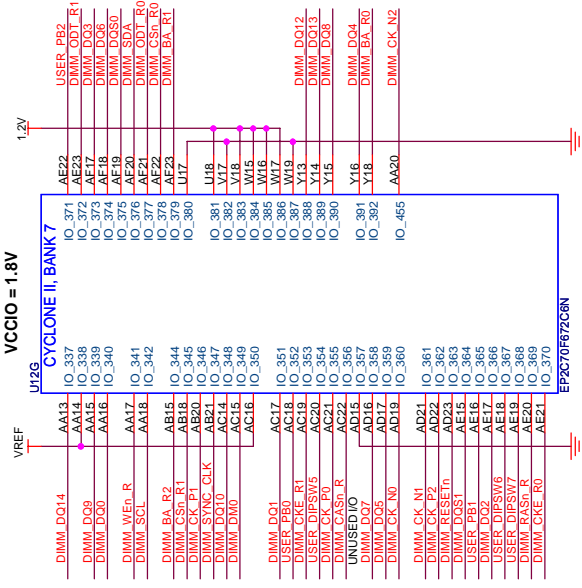 VCCIO = 1.8V
1.2V
USER_PB2
DIMM_ODT_R1
DIMM_DQ3
DIMM_DQ6
DIMM_DQS0
DIMM_SDA
DIMM_ODT_R0
DIMM_CSn_R0
DIMM_BA_R1
DIMM_DQ12
DIMM_DQ13
DIMM_DQ8
DIMM_DQ4
DIMM_BA_R0
DIMM_CK_N2
AE22
AE23
AF17
AF18
AF19
AF20
AF21
AF22
AF23
U17
U18
V17
V18
W15
W16
W17
W19
Y13
Y14
Y15
Y16
Y18
AA20
CYCLONE II, BANK 7
IO_371
IO_372
IO_373
IO_374
IO_375
IO_376
IO_377
IO_378
IO_379
IO_380
IO_381
IO_382
IO_383
IO_384
IO_385
IO_386
IO_387
IO_388
IO_389
IO_390
IO_391
IO_392
IO_455
U12G
IO_337
IO_338
IO_339
IO_340
IO_341
IO_342
IO_344
IO_345
IO_346
IO_347
IO_348
IO_349
IO_350
IO_351
IO_352
IO_353
IO_354
IO_355
IO_356
IO_357
IO_358
IO_359
IO_360
IO_361
IO_362
IO_363
IO_364
IO_365
IO_366
IO_367
IO_368
IO_369
IO_370
EP2C70F672C6N
AA13
AA14
AA15
AA16
AA17
AA18
AB15
AB18
AB20
AB21
AC14
AC15
AC16
AC17
AC18
AC19
AC20
AC21
AC22
AD15
AD16
AD17
AD19
AD21
AD22
AD23
AE15
AE16
AE17
AE18
AE19
AE20
AE21
VREF
DIMM_DQ14
DIMM_DQ9
DIMM_DQ0
DIMM_WEn_R
DIMM_SCL
DIMM_BA_R2
DIMM_CSn_R1
DIMM_CK_P1
DIMM_SYNC_CLK
DIMM_DQ10
DIMM_DM0
DIMM_DQ1
USER_PB0
DIMM_CKE_R1
USER_DIPSW5
DIMM_CK_P0
DIMM_CASn_R
UNUSED I/O
DIMM_DQ7
DIMM_DQ5
DIMM_CK_N0
DIMM_CK_N1
DIMM_CK_P2
DIMM_RESETn
DIMM_DQS1
USER_PB1
DIMM_DQ2
USER_DIPSW6
USER_DIPSW7
DIMM_RASn_R
DIMM_CKE_R0